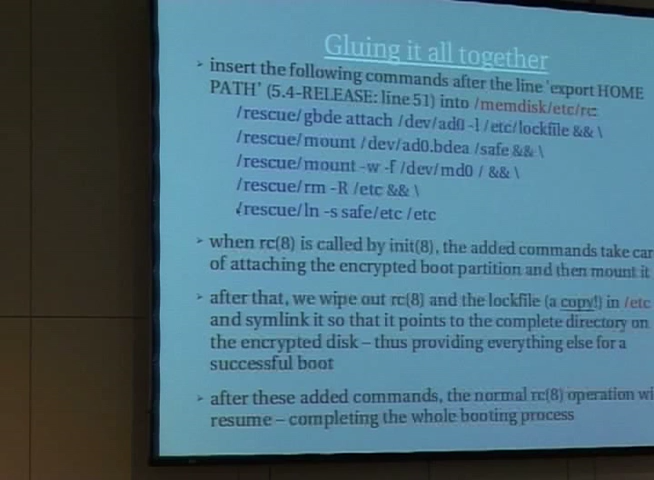 Gluing it all together
➢ insert the following commands after the line 'export HOME
PATH' (5.4-RELEASE: line 51) into /memdisk/etc/rc
/rescue/gbde attach /dev/ad0 -l /etc/lockfile && \
/rescue/mount /dev/ad0.bdea /safe && \
/rescue/mount -w -f /dev/md0 / && \
/rescue/rm -R /etc && \
/rescue/ln -s safe/etc /etc
➢ when rc(8) is called by init(8), the added commands take car
of attaching the encrypted boot partition and then mount it
➢ after that, we wipe out rc(8) and the lockfile (a copy!) in /etc
and symlink it so that it points to the complete directory on
the encrypted disk – thus providing everything else for a
successful boot
➢ after these added commands, the normal rc(8) operation wi
resume – completing the whole booting process